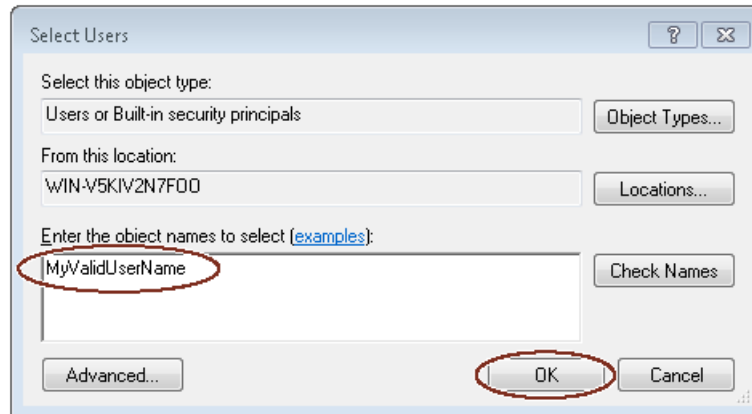 Select Users
Select this object type:
Users or Built-in security principals
Object Types...
From this location:
WIN-V5KIV2N7FOO
Locations...
Enter the object names to select (examples):
MyValidUserName
Check Names
Advanced...
OK
Cancel